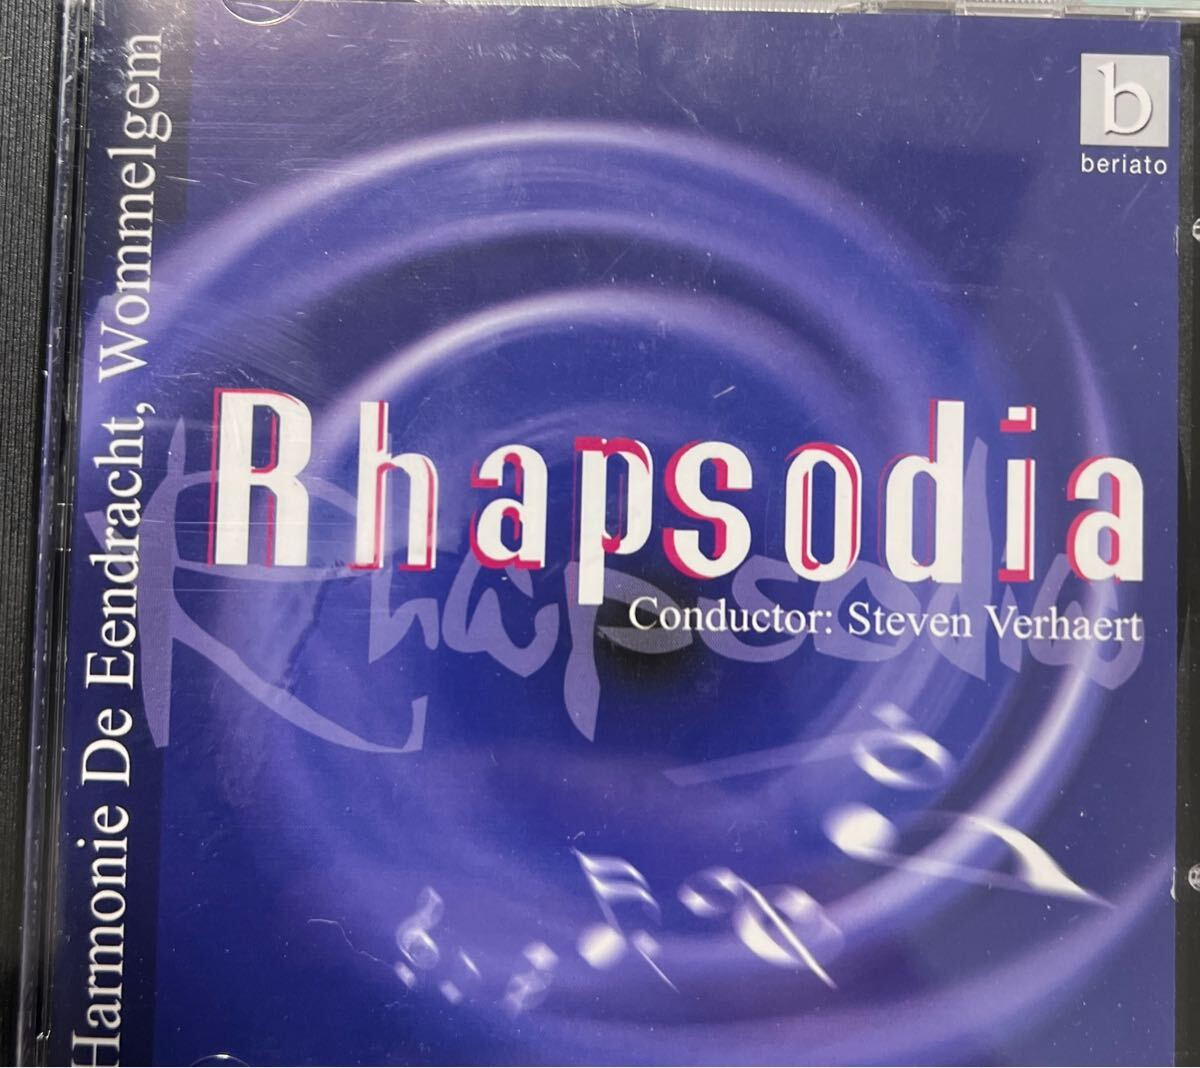 b
beriato
Harmonie De Eendracht, Wommelgem
Rhapsodia
Rhapsodia
Conductor: Steven Verhaert